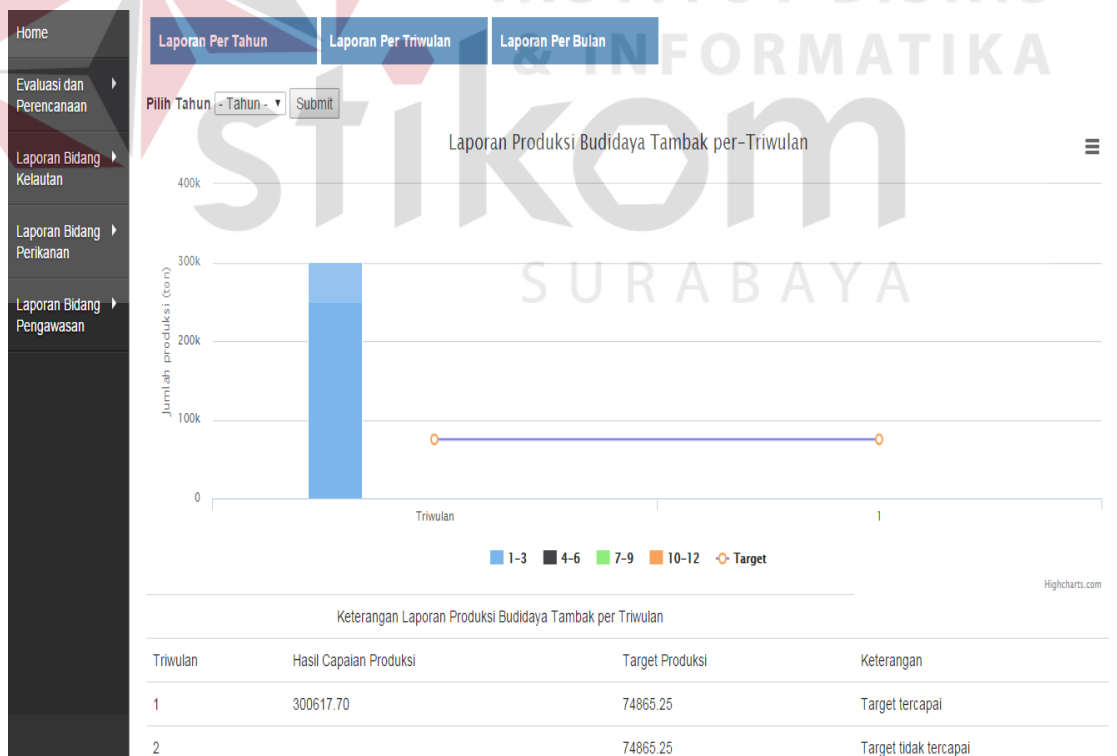 INSTITUT BISNIS
& INFORMATIKA
stikom
SURABAYA
Home
Evaluasi dan
Perencanaan
Laporan Bidang
Kelautan
Laporan Bidang
Perikanan
Laporan Bidang
Pengawasan
Laporan Per Tahun
Laporan Per Triwulan
Laporan Per Bulan
Pilih Tahun - Tahun - Submit
Laporan Produksi Budidaya Tambak per-Triwulan
Jumlah produksi (ton)
400k
300k
200k
100k
0
Triwulan 1
1-3 4-6 7-9 10-12 Target
Highcharts.com
Keterangan Laporan Produksi Budidaya Tambak per Triwulan
Triwulan Hasil Capaian Produksi Target Produksi Keterangan
1 300617.70 74865.25 Target tercapai
2 74865.25 Target tidak tercapai